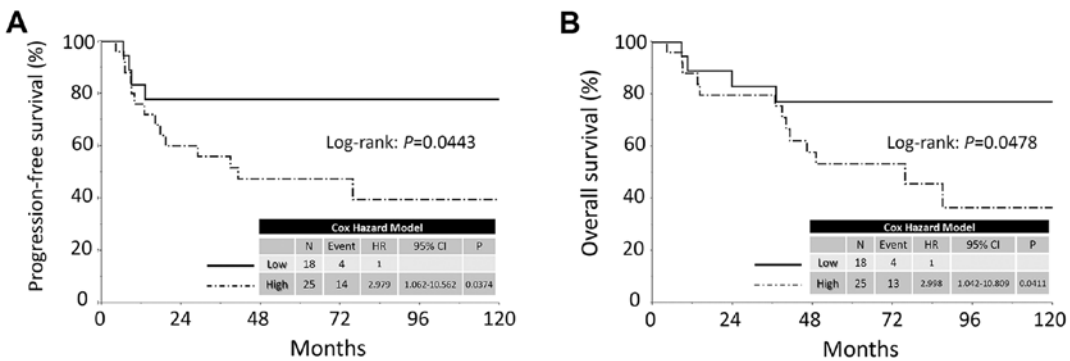 A
Progression-free survival (%)
100
80
60
40
20
0
Log-rank: P=0.0443
Cox Hazard Model
N Event HR 95% CI P
Low 18 4 1
High 25 14 2.979 1.062-10.562 0.0374
0 24 48 72 96 120
Months
B
Overall survival (%)
100
80
60
40
20
0
Log-rank: P=0.0478
Cox Hazard Model
N Event HR 95% CI P
Low 18 4 1
High 25 13 2.998 1.042-10.809 0.0411
0 24 48 72 96 120
Months